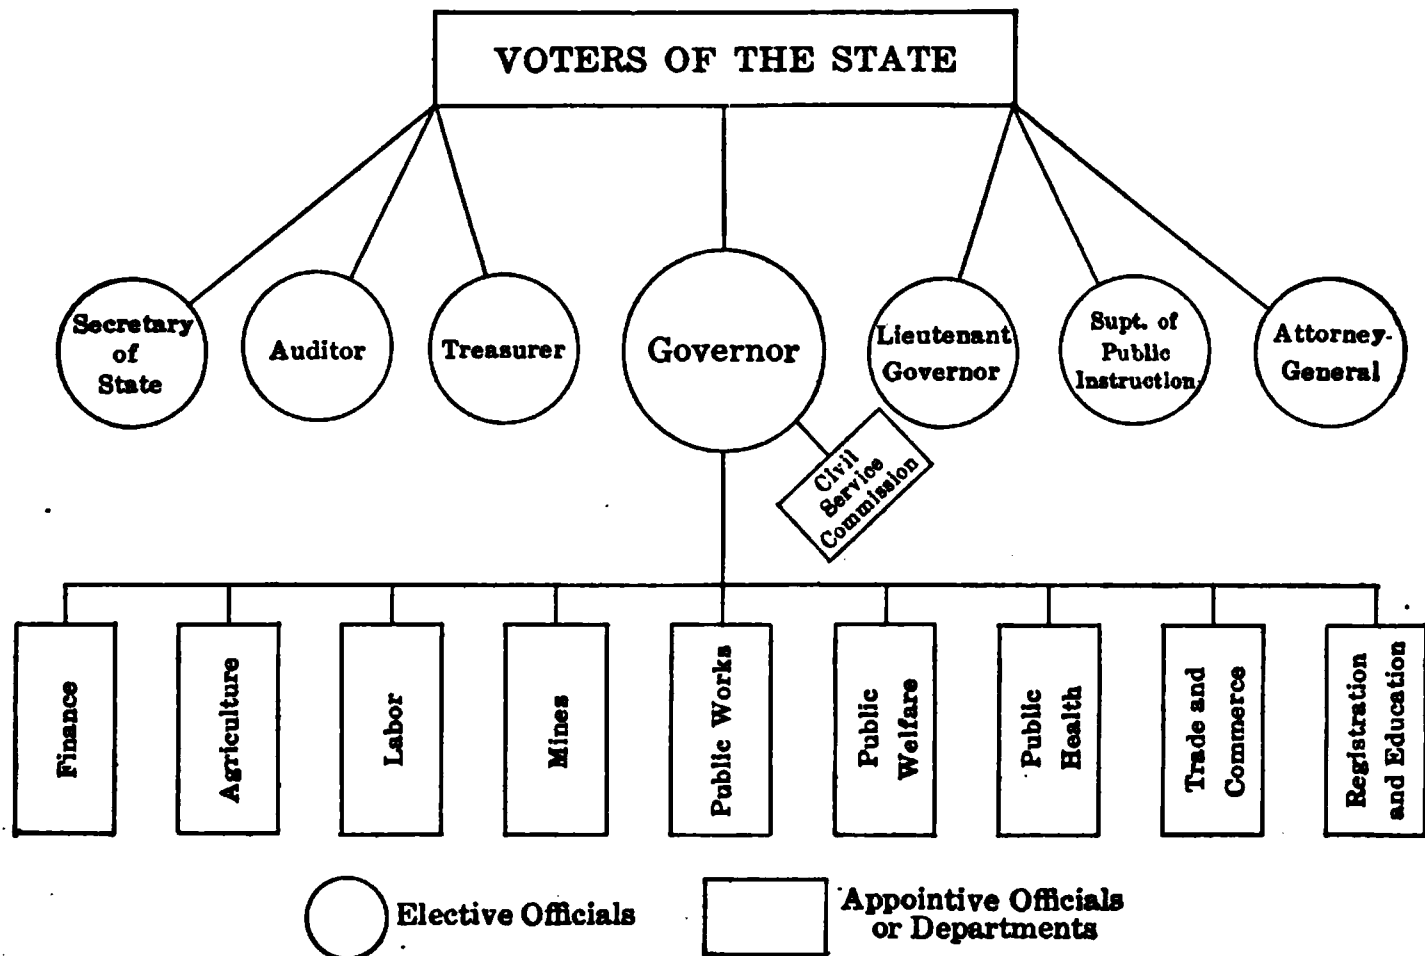 VOTERS OF THE STATE
Secretary
of
State
Auditor
Treasurer
Governor
Lieutenant
Governor
Supt. of
Public
Instruction
Attorney-
General
Civil
Service
Commission
Finance
Agriculture
Labor
Mines
Public Works
Public
Welfare
Public
Health
Trade and
Commerce
Registration
and Education
Elective Officials
Appointive Officials
or Departments